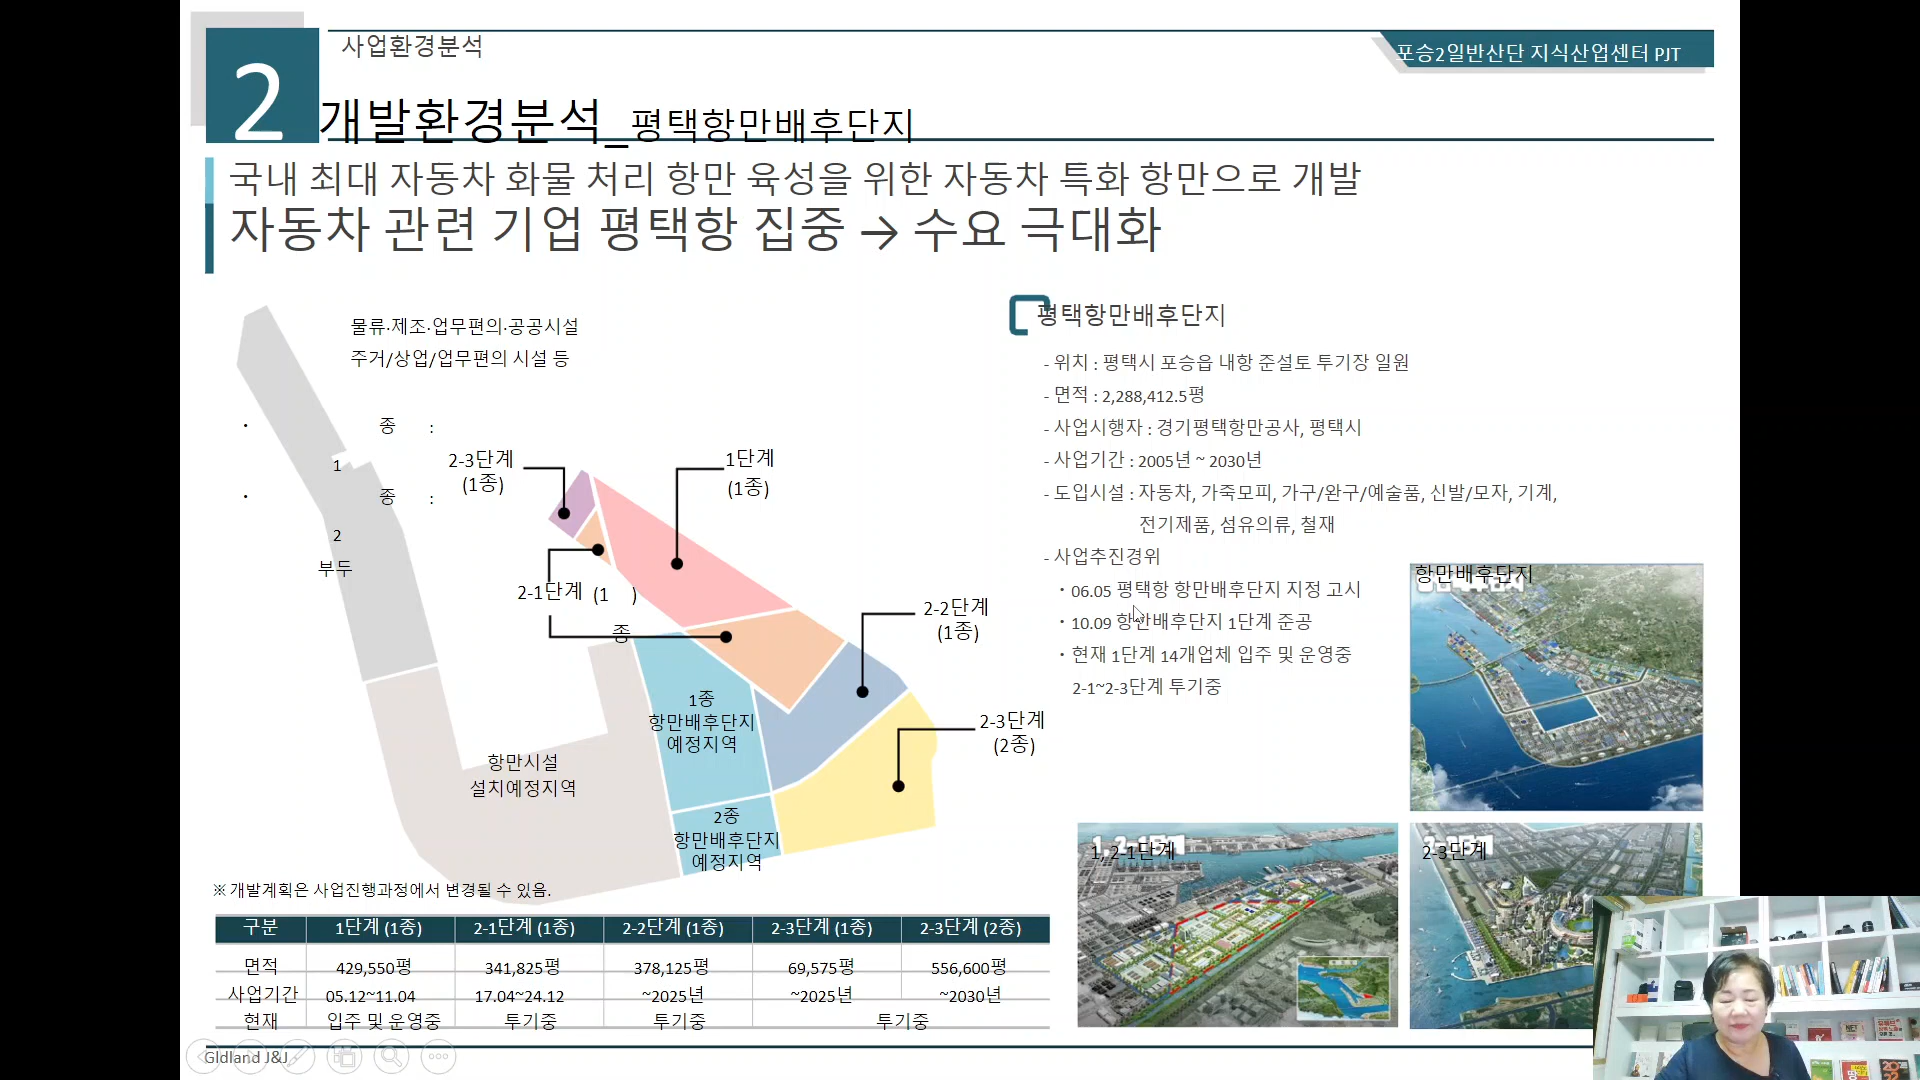 사업환경분석
포승2일반산단 지식산업센터 PJT
2
개발환경분석_평택항만배후단지
국내 최대 자동차 화물 처리 항만 육성을 위한 자동차 특화 항만으로 개발
자동차 관련 기업 평택항 집중 → 수요 극대화
물류·제조·업무편의·공공시설
주거/상업/업무편의 시설 등
· 종 :
1
· 종 :
2
부두
2-3단계
(1종)
1단계
(1종)
2-1단계 (1 )
종
2-2단계
(1종)
2-3단계
(2종)
1종
항만배후단지
예정지역
항만시설
설치예정지역
2종
항만배후단지
예정지역
평택항만배후단지
- 위치 : 평택시 포승읍 내항 준설토 투기장 일원
- 면적 : 2,288,412.5평
- 사업시행자 : 경기평택항만공사, 평택시
- 사업기간 : 2005년 ~ 2030년
- 도입시설 : 자동차, 가죽모피, 가구/완구/예술품, 신발/모자, 기계,
전기제품, 섬유의류, 철재
- 사업추진경위
· 06.05 평택항 항만배후단지 지정 고시
· 10.09 항만배후단지 1단계 준공
· 현재 1단계 14개업체 입주 및 운영중
2-1~2-3단계 투기중
항만배후단지
1, 2-1단계
2-3단계
※ 개발계획은 사업진행과정에서 변경될 수 있음.
구분 1단계 (1종) 2-1단계 (1종) 2-2단계 (1종) 2-3단계 (1종) 2-3단계 (2종)
면적 429,550평 341,825평 378,125평 69,575평 556,600평
사업기간 05.12~11.04 17.04~24.12 ~2025년 ~2025년 ~2030년
현재 입주 및 운영중 투기중 투기중 투기중
Gldland J&J